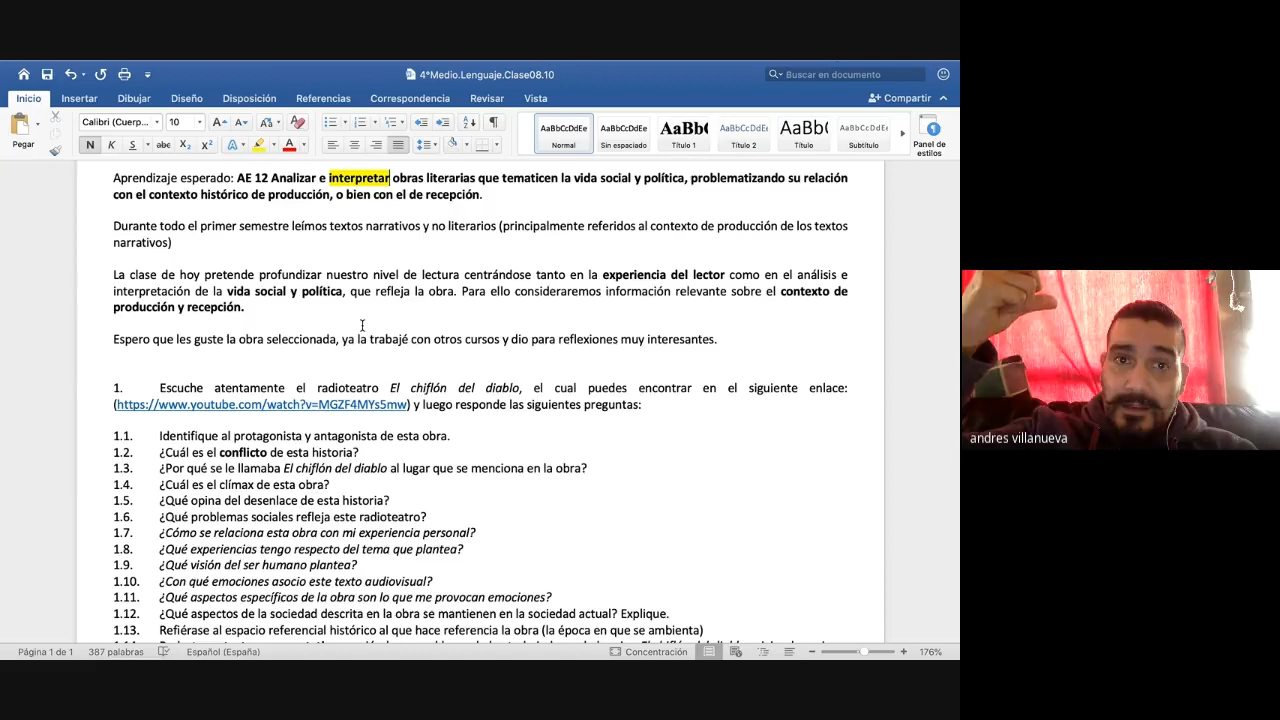 4°Medio.Lenguaje.Clase08.10
Buscar en documento
Inicio Insertar Dibujar Diseño Disposición Referencias Correspondencia Revisar Vista
Compartir
Pegar
Calibri (Cuerp... 10
N K S abc X₂ X²
AaBbCcDdEe AaBbCcDdEe AaBb( AaBbCcDdE AaBb( AaBbCcDdEe
Normal Sin espaciado Título 1 Título 2 Título Subtítulo
Panel de
estilos
Aprendizaje esperado: AE 12 Analizar e interpretar obras literarias que tematicen la vida social y política, problematizando su relación
con el contexto histórico de producción, o bien con el de recepción.
Durante todo el primer semestre leímos textos narrativos y no literarios (principalmente referidos al contexto de producción de los textos
narrativos)
La clase de hoy pretende profundizar nuestro nivel de lectura centrándose tanto en la experiencia del lector como en el análisis e
interpretación de la vida social y política, que refleja la obra. Para ello consideraremos información relevante sobre el contexto de
producción y recepción.
Espero que les guste la obra seleccionada, ya la trabajé con otros cursos y dio para reflexiones muy interesantes.
1. Escuche atentamente el radioteatro El chiflón del diablo, el cual puedes encontrar en el siguiente enlace:
(https://www.youtube.com/watch?v=MGZF4MYs5mw) y luego responde las siguientes preguntas:
1.1. Identifique al protagonista y antagonista de esta obra.
1.2. ¿Cuál es el conflicto de esta historia?
1.3. ¿Por qué se le llamaba El chiflón del diablo al lugar que se menciona en la obra?
1.4. ¿Cuál es el clímax de esta obra?
1.5. ¿Qué opina del desenlace de esta historia?
1.6. ¿Qué problemas sociales refleja este radioteatro?
1.7. ¿Cómo se relaciona esta obra con mi experiencia personal?
1.8. ¿Qué experiencias tengo respecto del tema que plantea?
1.9. ¿Qué visión del ser humano plantea?
1.10. ¿Con qué emociones asocio este texto audiovisual?
1.11. ¿Qué aspectos específicos de la obra son lo que me provocan emociones?
1.12. ¿Qué aspectos de la sociedad descrita en la obra se mantienen en la sociedad actual? Explique.
1.13. Refiérase al espacio referencial histórico al que hace referencia la obra (la época en que se ambienta)
Página 1 de 1 387 palabras Español (España) Concentración 176%
andres villanueva